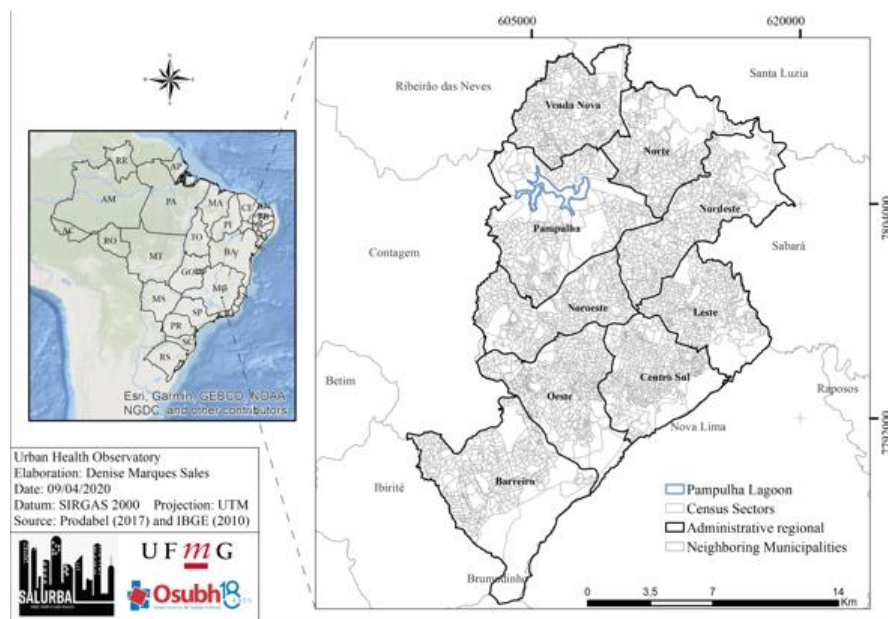 605000
620000
Ribeirão das Neves
Santa Luzia
Venda Nova
Norte
Nordeste
Pampulha
Contagem
Sabará
Noroeste
Leste
Betim
Centro Sul
Oeste
Raposos
Nova Lima
Barreiro
Ibirité
Brumadinho
Pampulha Lagoon
Census Sectors
Administrative regional
Neighboring Municipalities
0 3.5 7 14
Km
RR
AP
AM
PA
MA
CE
PI
AC
RO
TO
MT
BA
GO
MG
MS
SP
RJ
PR
SC
RS
Esri, Garmin, GEBCO, NOAA
NGDC, and other contributors
Urban Health Observatory
Elaboration: Denise Marques Sales
Date: 09/04/2020
Datum: SIRGAS 2000 Projection: UTM
Source: Prodabel (2017) and IBGE (2010)
SALURBAL
UFmG
Osubh 18